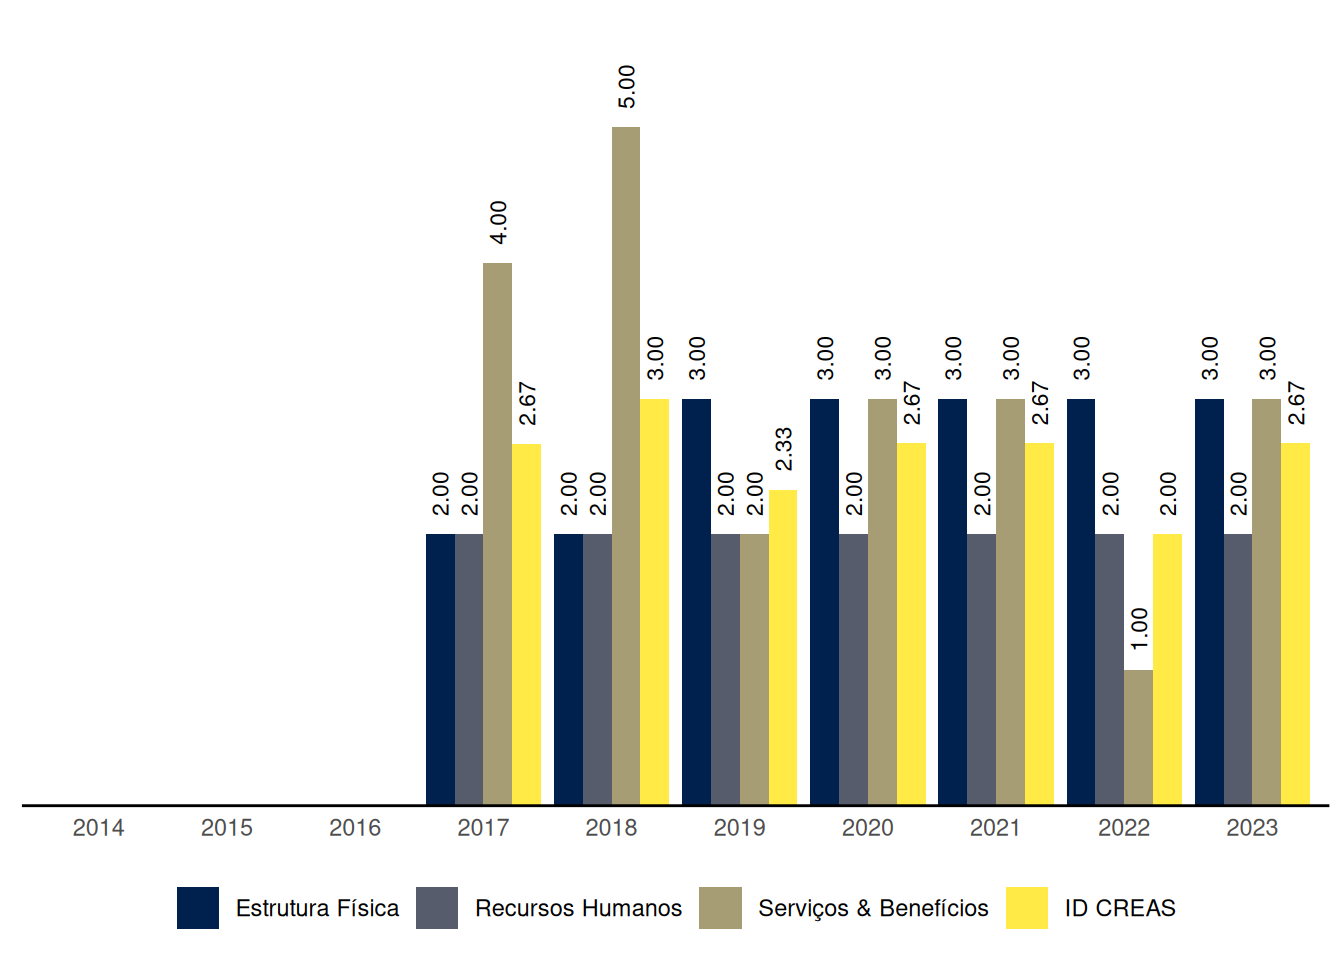 5.00
4.00
3.00 3.00 3.00 3.00 3.00 3.00 3.00 3.00 3.00
2.67 2.67 2.67 2.67
2.33
2.00 2.00 2.00 2.00 2.00 2.00 2.00 2.00 2.00 2.00 2.00
1.00
2014 2015 2016 2017 2018 2019 2020 2021 2022 2023
Estrutura Física Recursos Humanos Serviços & Benefícios ID CREAS